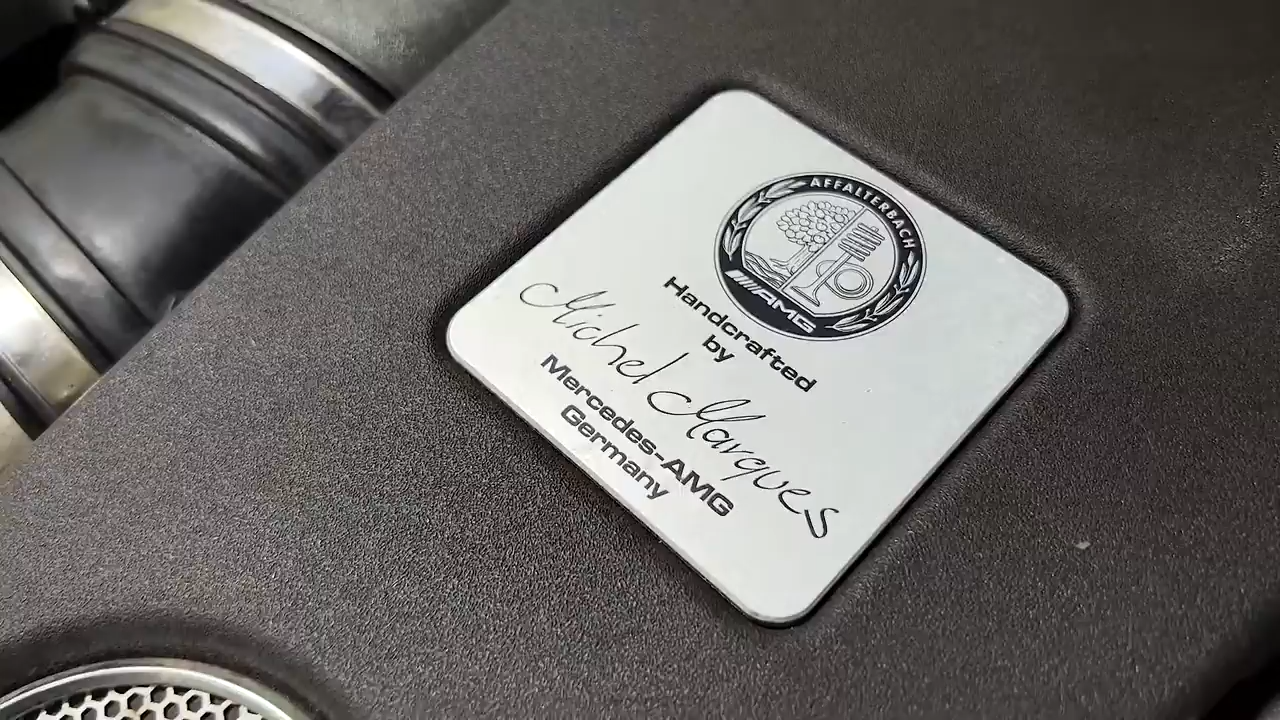 AFFALTERBACH
AMG
Handcrafted
by
Michel Marques
Mercedes-AMG
Germany